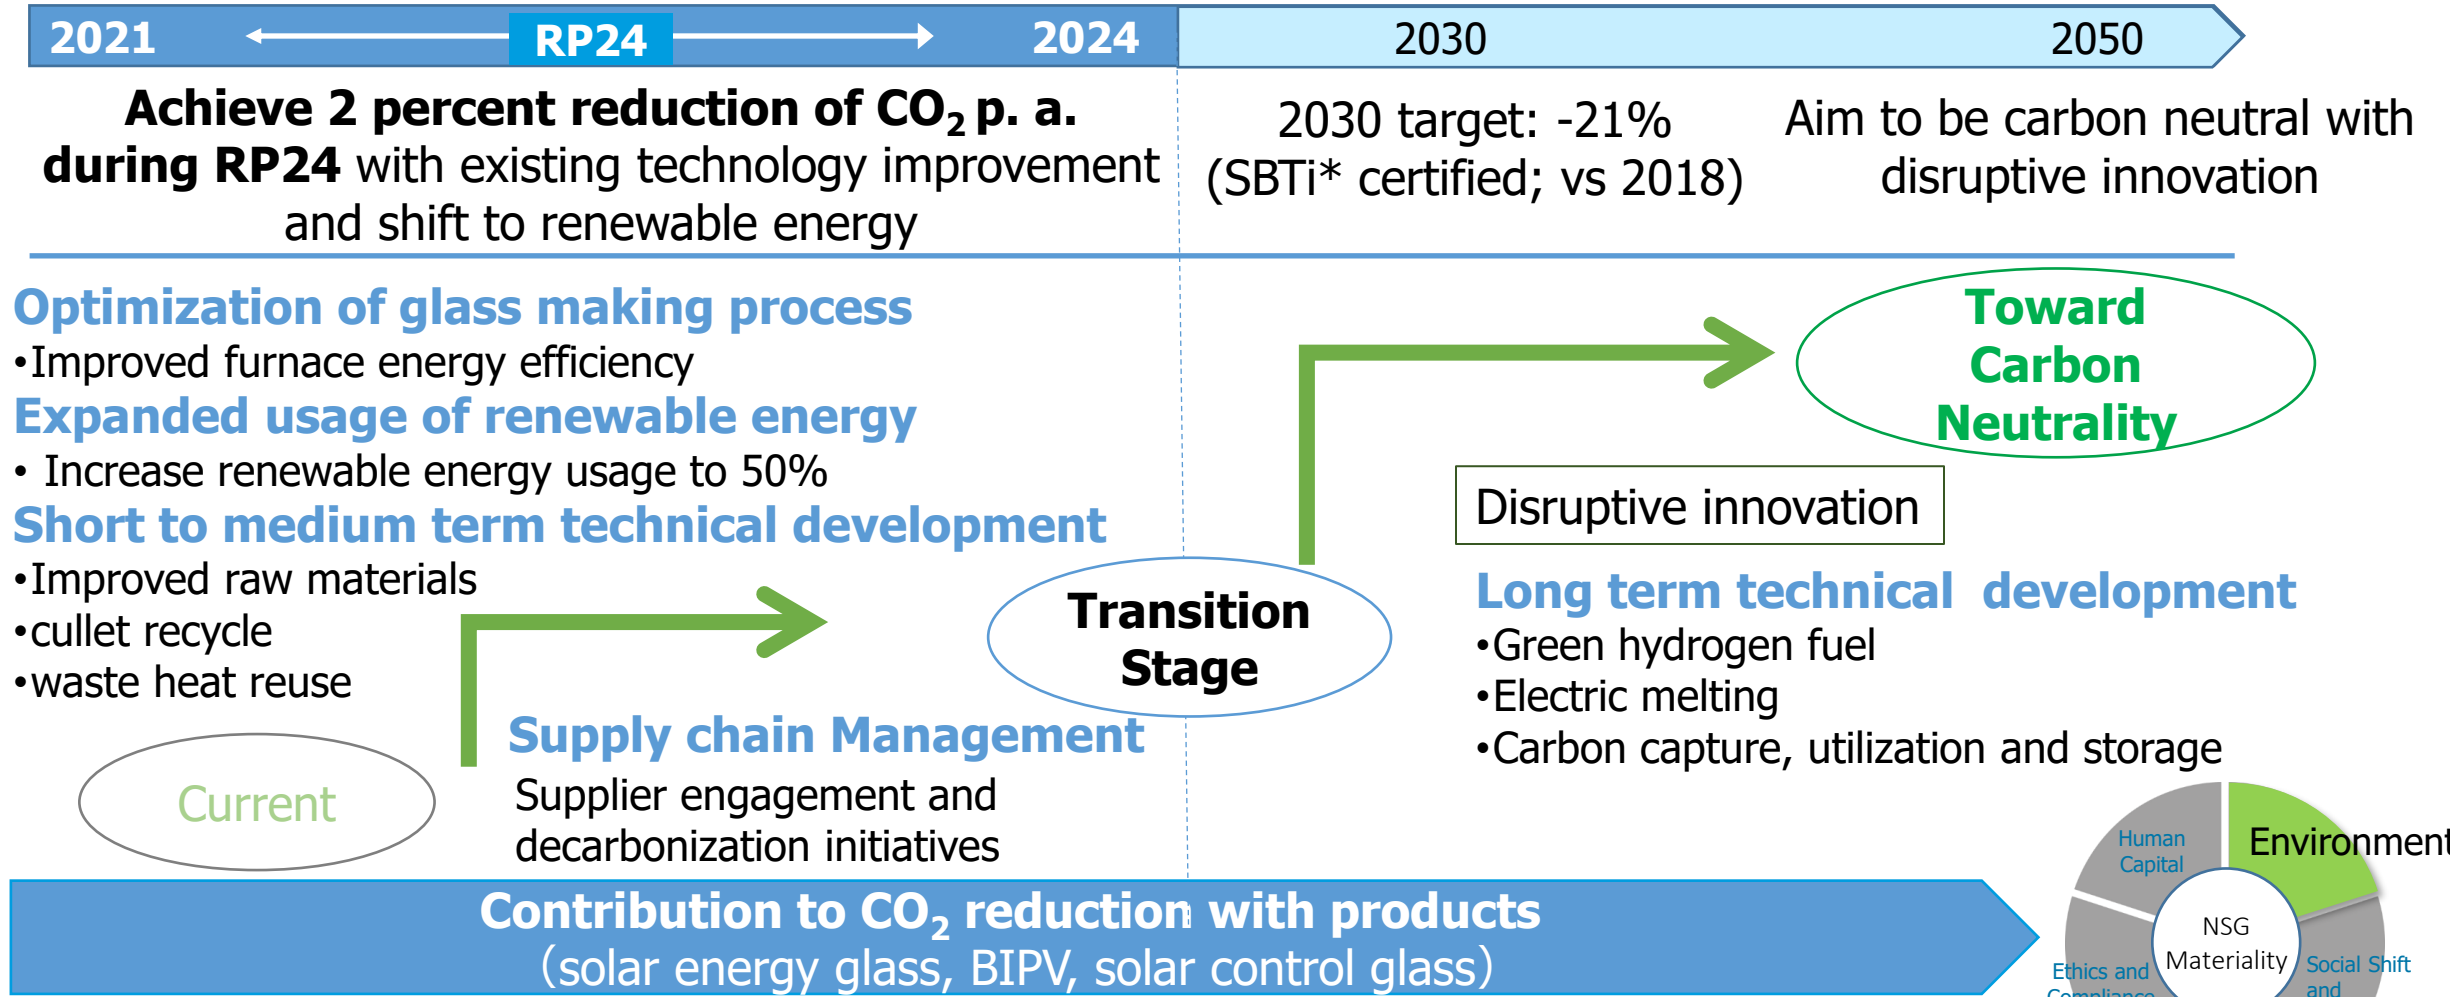 2021 RP24 2024 2030 2050
Achieve 2 percent reduction of CO₂ p. a.
during RP24 with existing technology improvement
and shift to renewable energy
2030 target: -21%
(SBTi* certified; vs 2018)
Aim to be carbon neutral with
disruptive innovation
Optimization of glass making process
•Improved furnace energy efficiency
Expanded usage of renewable energy
• Increase renewable energy usage to 50%
Short to medium term technical development
•Improved raw materials
•cullet recycle
•waste heat reuse
Current
Supply chain Management
Supplier engagement and
decarbonization initiatives
Transition
Stage
Toward
Carbon
Neutrality
Disruptive innovation
Long term technical development
•Green hydrogen fuel
•Electric melting
•Carbon capture, utilization and storage
Contribution to CO₂ reduction with products
(solar energy glass, BIPV, solar control glass)
Human
Capital
Environment
NSG
Materiality
Ethics and
Compliance
Social Shift
and